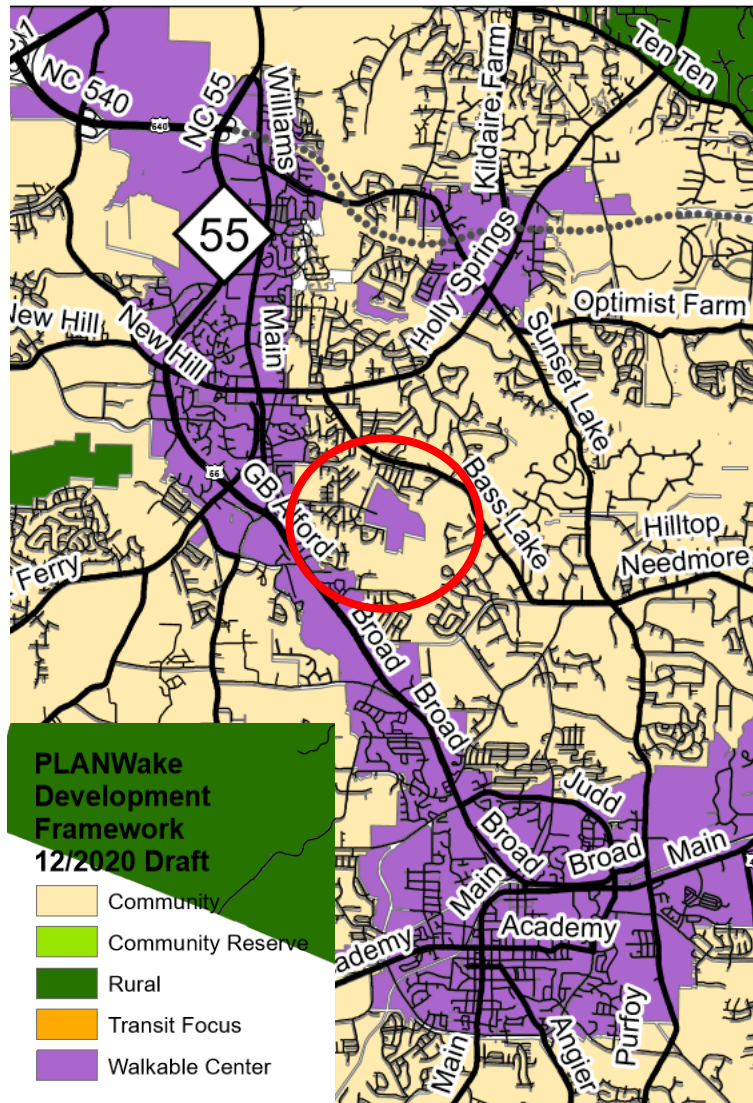 Ten Ten
Kildaire Farm
NC 540
NC 55
Williams
540
55
Holly Springs
Optimist Farm
New Hill
New Hill
Main
Sunset Lake
66
GB Alford
Bass Lake
Hilltop
Needmore
Ferry
Broad
Broad
Judd
Broad
Broad
Main
Main
Academy
ademy
Main
Angier
Purfoy
PLANWake
Development
Framework
12/2020 Draft
Community
Community Reserve
Rural
Transit Focus
Walkable Center